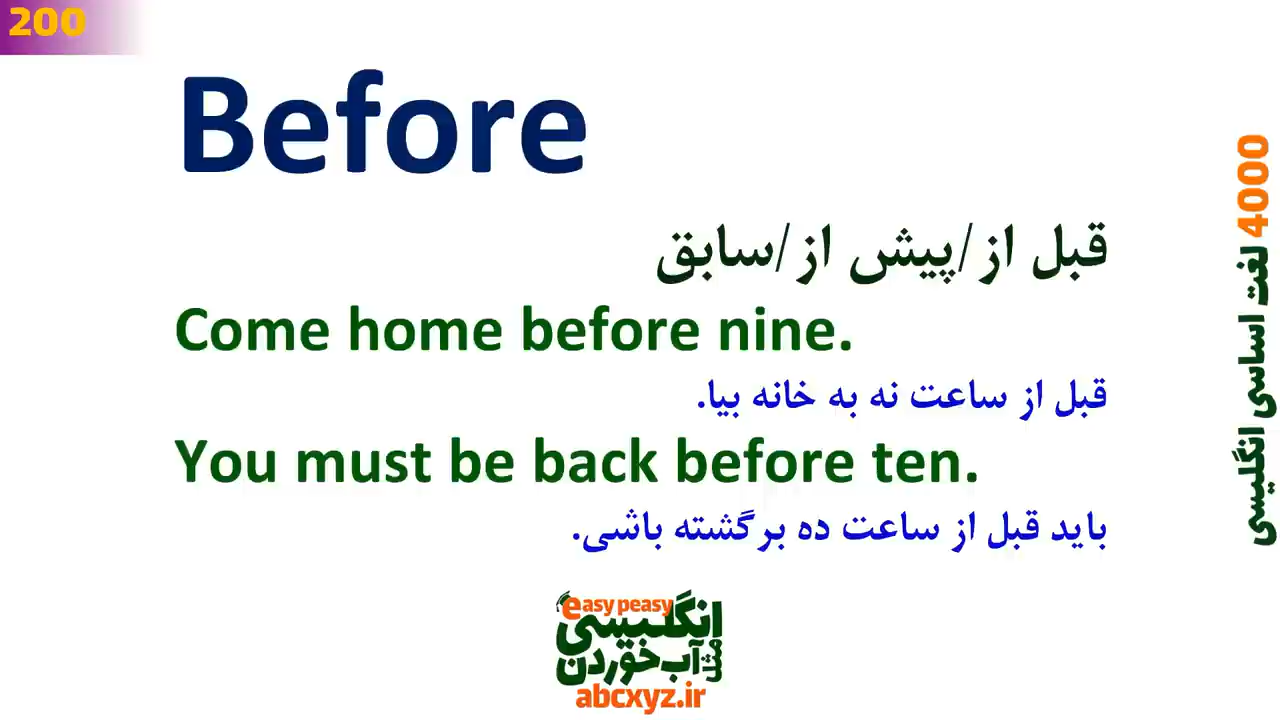 200
Before
قبل از/پیش از/سابق
Come home before nine.
قبل از ساعت نه به خانه بیا.
You must be back before ten.
باید قبل از ساعت ده برگشته باشی.
4000 لغت اساسی انگلیسی
easy peasy
انگلیسی
مثل آب خوردن
abcxyz.ir